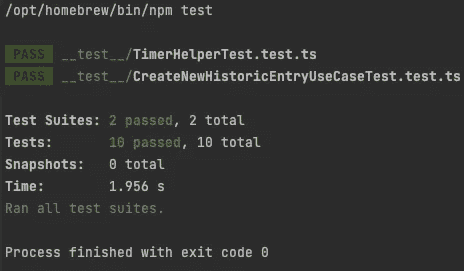 /opt/homebrew/bin/npm test
PASS __test__/TimerHelperTest.test.ts
PASS __test__/CreateNewHistoricEntryUseCaseTest.test.ts
Test Suites: 2 passed, 2 total
Tests: 10 passed, 10 total
Snapshots: 0 total
Time: 1.956 s
Ran all test suites.
Process finished with exit code 0